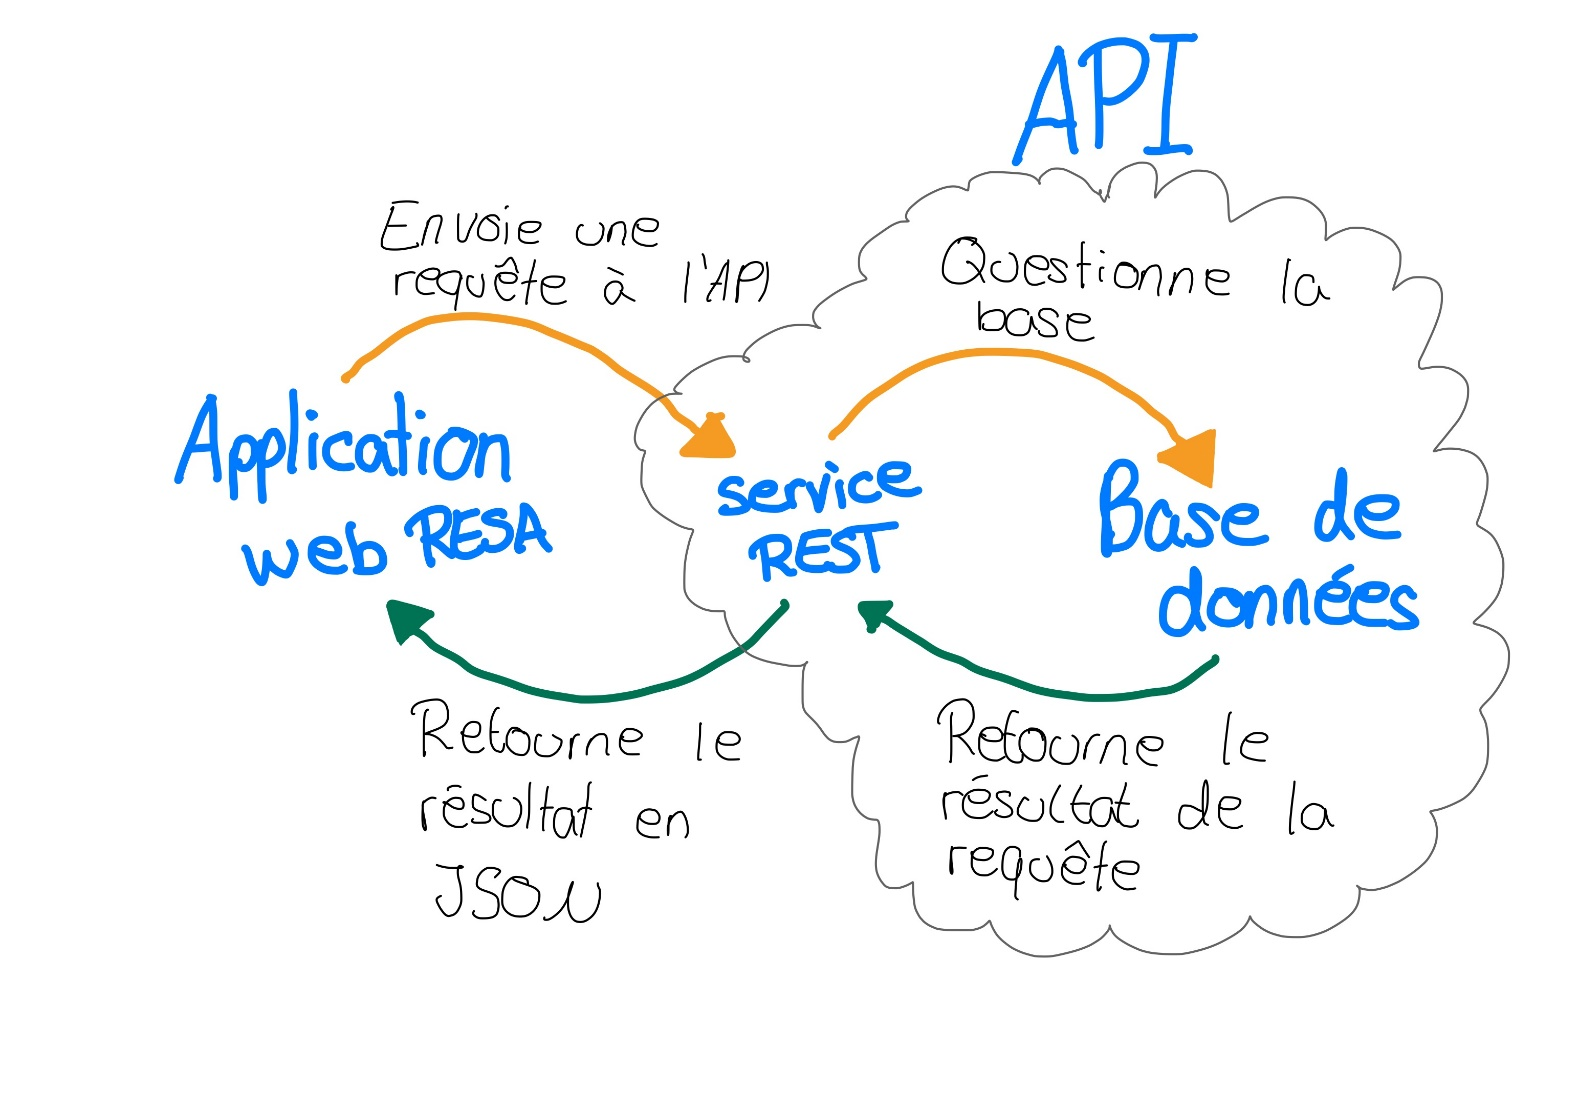 API
Envoie une
requête à l'API
Questionne la
base
Application
web RESA
service
REST
Base de
données
Retourne le
résultat en
JSON
Retourne le
résultat de la
requête